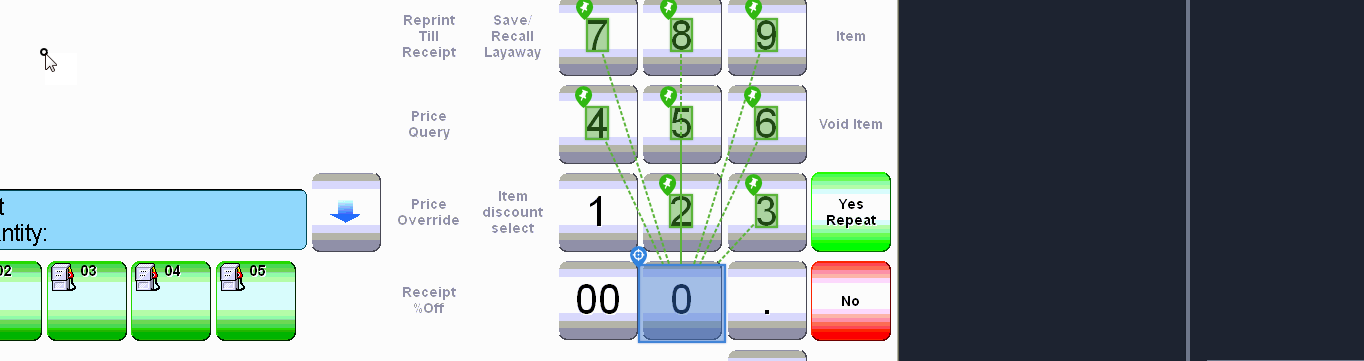 Reprint
Till
Receipt
Save/
Recall
Layaway
7
8
9
Item
Price
Query
4
5
6
Void Item
t
ntity:
Price
Override
Item
discount
select
1
2
3
Yes
Repeat
02
03
04
05
Receipt
%Off
00
0
.
No